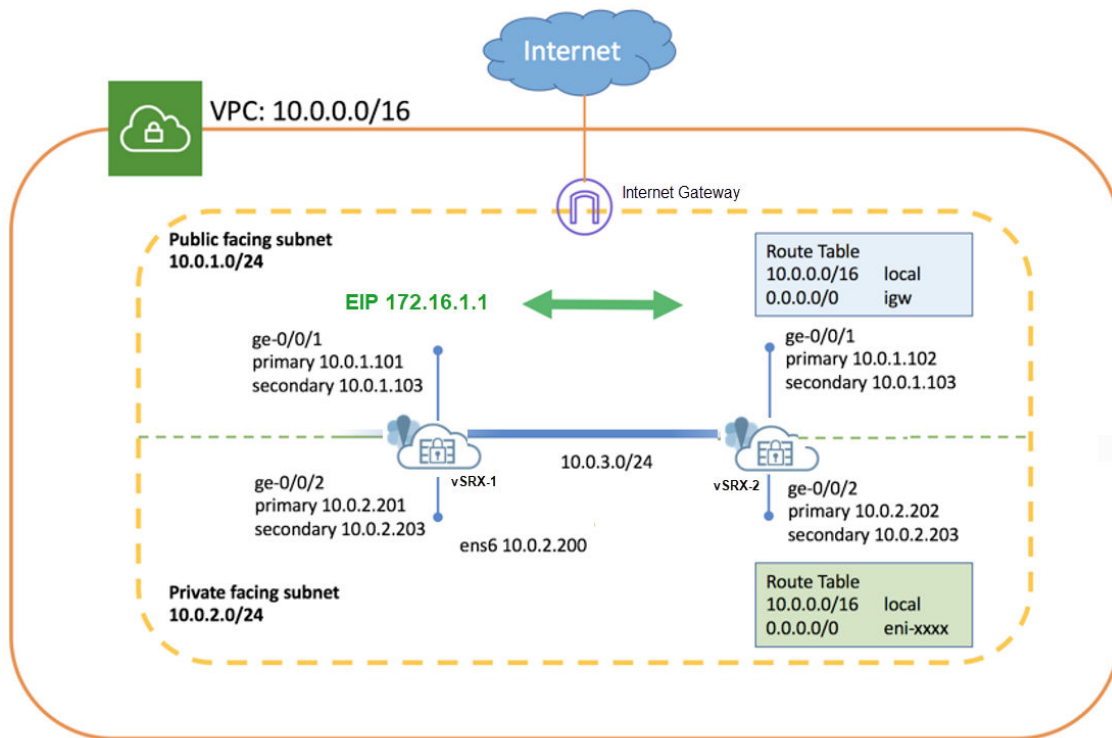 Internet
VPC: 10.0.0.0/16
Internet Gateway
Public facing subnet
10.0.1.0/24
Route Table
10.0.0.0/16 local
0.0.0.0/0 igw
EIP 172.16.1.1
ge-0/0/1
primary 10.0.1.101
secondary 10.0.1.103
ge-0/0/1
primary 10.0.1.102
secondary 10.0.1.103
10.0.3.0/24
vSRX-1
vSRX-2
ge-0/0/2
primary 10.0.2.201
secondary 10.0.2.203
ens6 10.0.2.200
ge-0/0/2
primary 10.0.2.202
secondary 10.0.2.203
Private facing subnet
10.0.2.0/24
Route Table
10.0.0.0/16 local
0.0.0.0/0 eni-xxxx